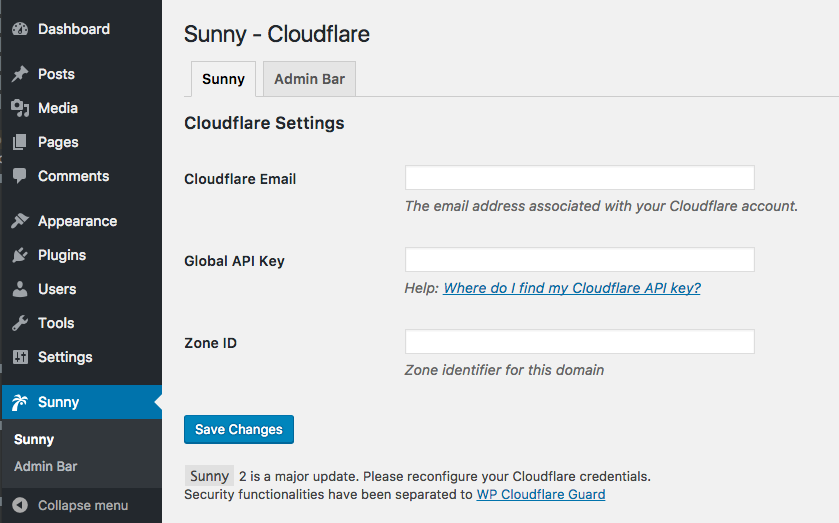 Dashboard
Posts
Media
Pages
Comments
Appearance
Plugins
Users
Tools
Settings
Sunny
Sunny
Admin Bar
Collapse menu
Sunny - Cloudflare
Sunny
Admin Bar
Cloudflare Settings
Cloudflare Email
The email address associated with your Cloudflare account.
Global API Key
Help: Where do I find my Cloudflare API key?
Zone ID
Zone identifier for this domain
Save Changes
Sunny 2 is a major update. Please reconfigure your Cloudflare credentials.
Security functionalities have been separated to WP Cloudflare Guard